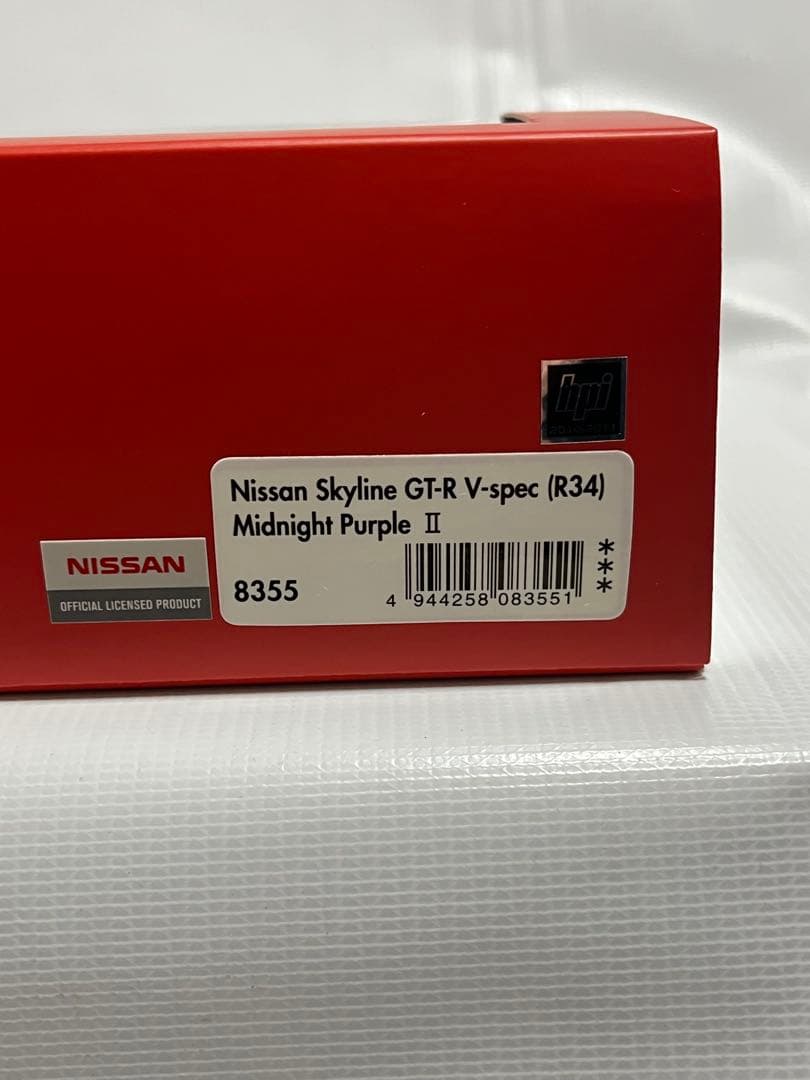 hpi
Nissan Skyline GT-R V-spec (R34)
Midnight Purple Ⅱ
NISSAN
OFFICIAL LICENSED PRODUCT
8355
4 944258 083551
***